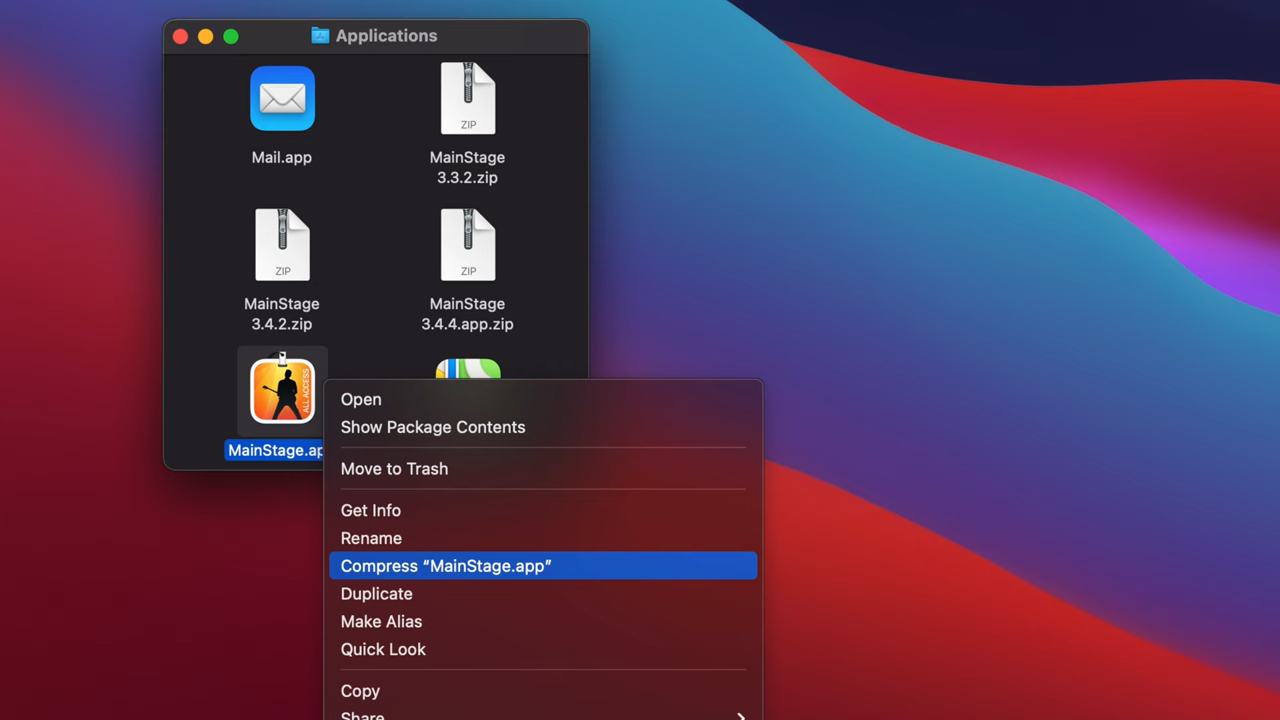 Applications
Mail.app
MainStage
3.3.2.zip
ZIP
ZIP
ZIP
MainStage
3.4.2.zip
MainStage
3.4.4.app.zip
ALL ACCESS
MainStage.ap
Open
Show Package Contents
Move to Trash
Get Info
Rename
Compress “MainStage.app”
Duplicate
Make Alias
Quick Look
Copy
Share